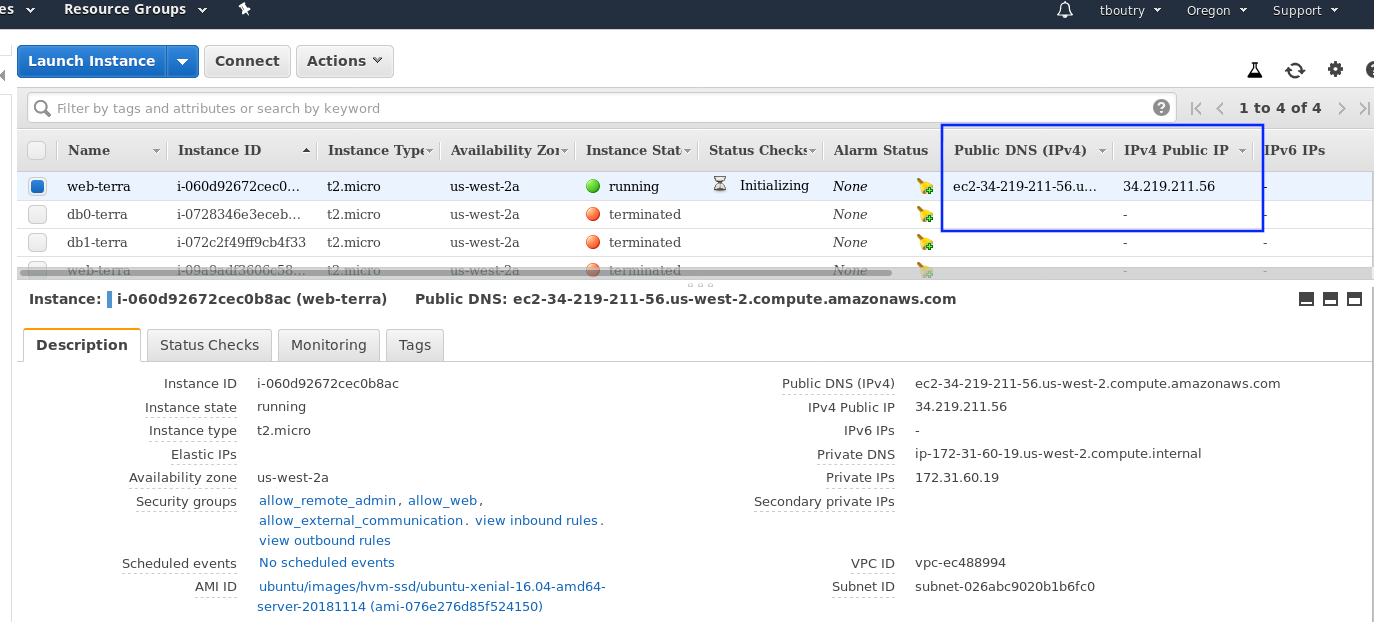 es Resource Groups tboutry Oregon Support
Launch Instance Connect Actions
Filter by tags and attributes or search by keyword ? 1 to 4 of 4
Name Instance ID Instance Type Availability Zo Instance Stat Status Checks Alarm Status Public DNS (IPv4) IPv4 Public IP IPv6 IPs
web-terra i-060d92672cec0... t2.micro us-west-2a running Initializing None ec2-34-219-211-56.u... 34.219.211.56 -
db0-terra i-0728346e3eceb... t2.micro us-west-2a terminated None - -
db1-terra i-072c2f49ff9cb4f33 t2.micro us-west-2a terminated None - -
web-terra i-09a9adf3606c58... t2.micro us-west-2a terminated None - -
Instance: i-060d92672cec0b8ac (web-terra) Public DNS: ec2-34-219-211-56.us-west-2.compute.amazonaws.com
Description Status Checks Monitoring Tags
Instance ID i-060d92672cec0b8ac Public DNS (IPv4) ec2-34-219-211-56.us-west-2.compute.amazonaws.com
Instance state running IPv4 Public IP 34.219.211.56
Instance type t2.micro IPv6 IPs -
Elastic IPs Private DNS ip-172-31-60-19.us-west-2.compute.internal
Availability zone us-west-2a Private IPs 172.31.60.19
Security groups allow_remote_admin, allow_web, Secondary private IPs
allow_external_communication. view inbound rules.
view outbound rules
Scheduled events No scheduled events VPC ID vpc-ec488994
AMI ID ubuntu/images/hvm-ssd/ubuntu-xenial-16.04-amd64- Subnet ID subnet-026abc9020b1b6fc0
server-20181114 (ami-076e276d85f524150)